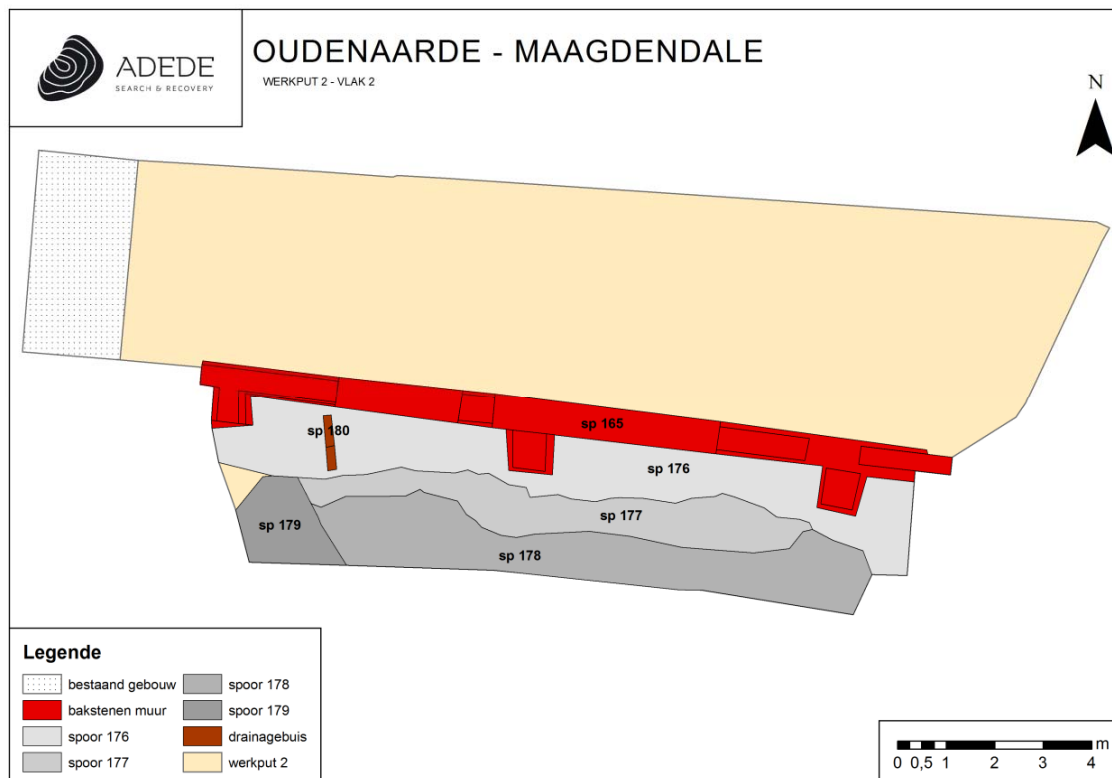 ADEDE
SEARCH & RECOVERY
OUDENAARDE - MAAGDENDALE
WERKPUT 2 - VLAK 2
N
sp 165
sp 180
sp 176
sp 177
sp 179
sp 178
Legende
bestaand gebouw
bakstenen muur
spoor 176
spoor 177
spoor 178
spoor 179
drainagebuis
werkput 2
m
0 0,5 1 2 3 4